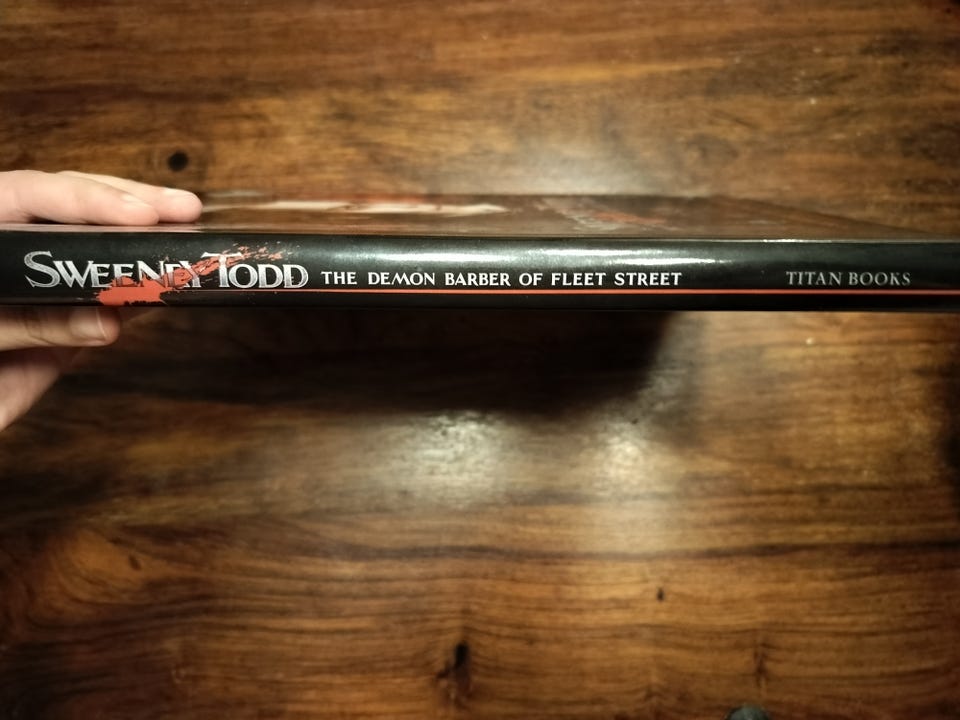 SWEENEY TODD THE DEMON BARBER OF FLEET STREET TITAN BOOKS